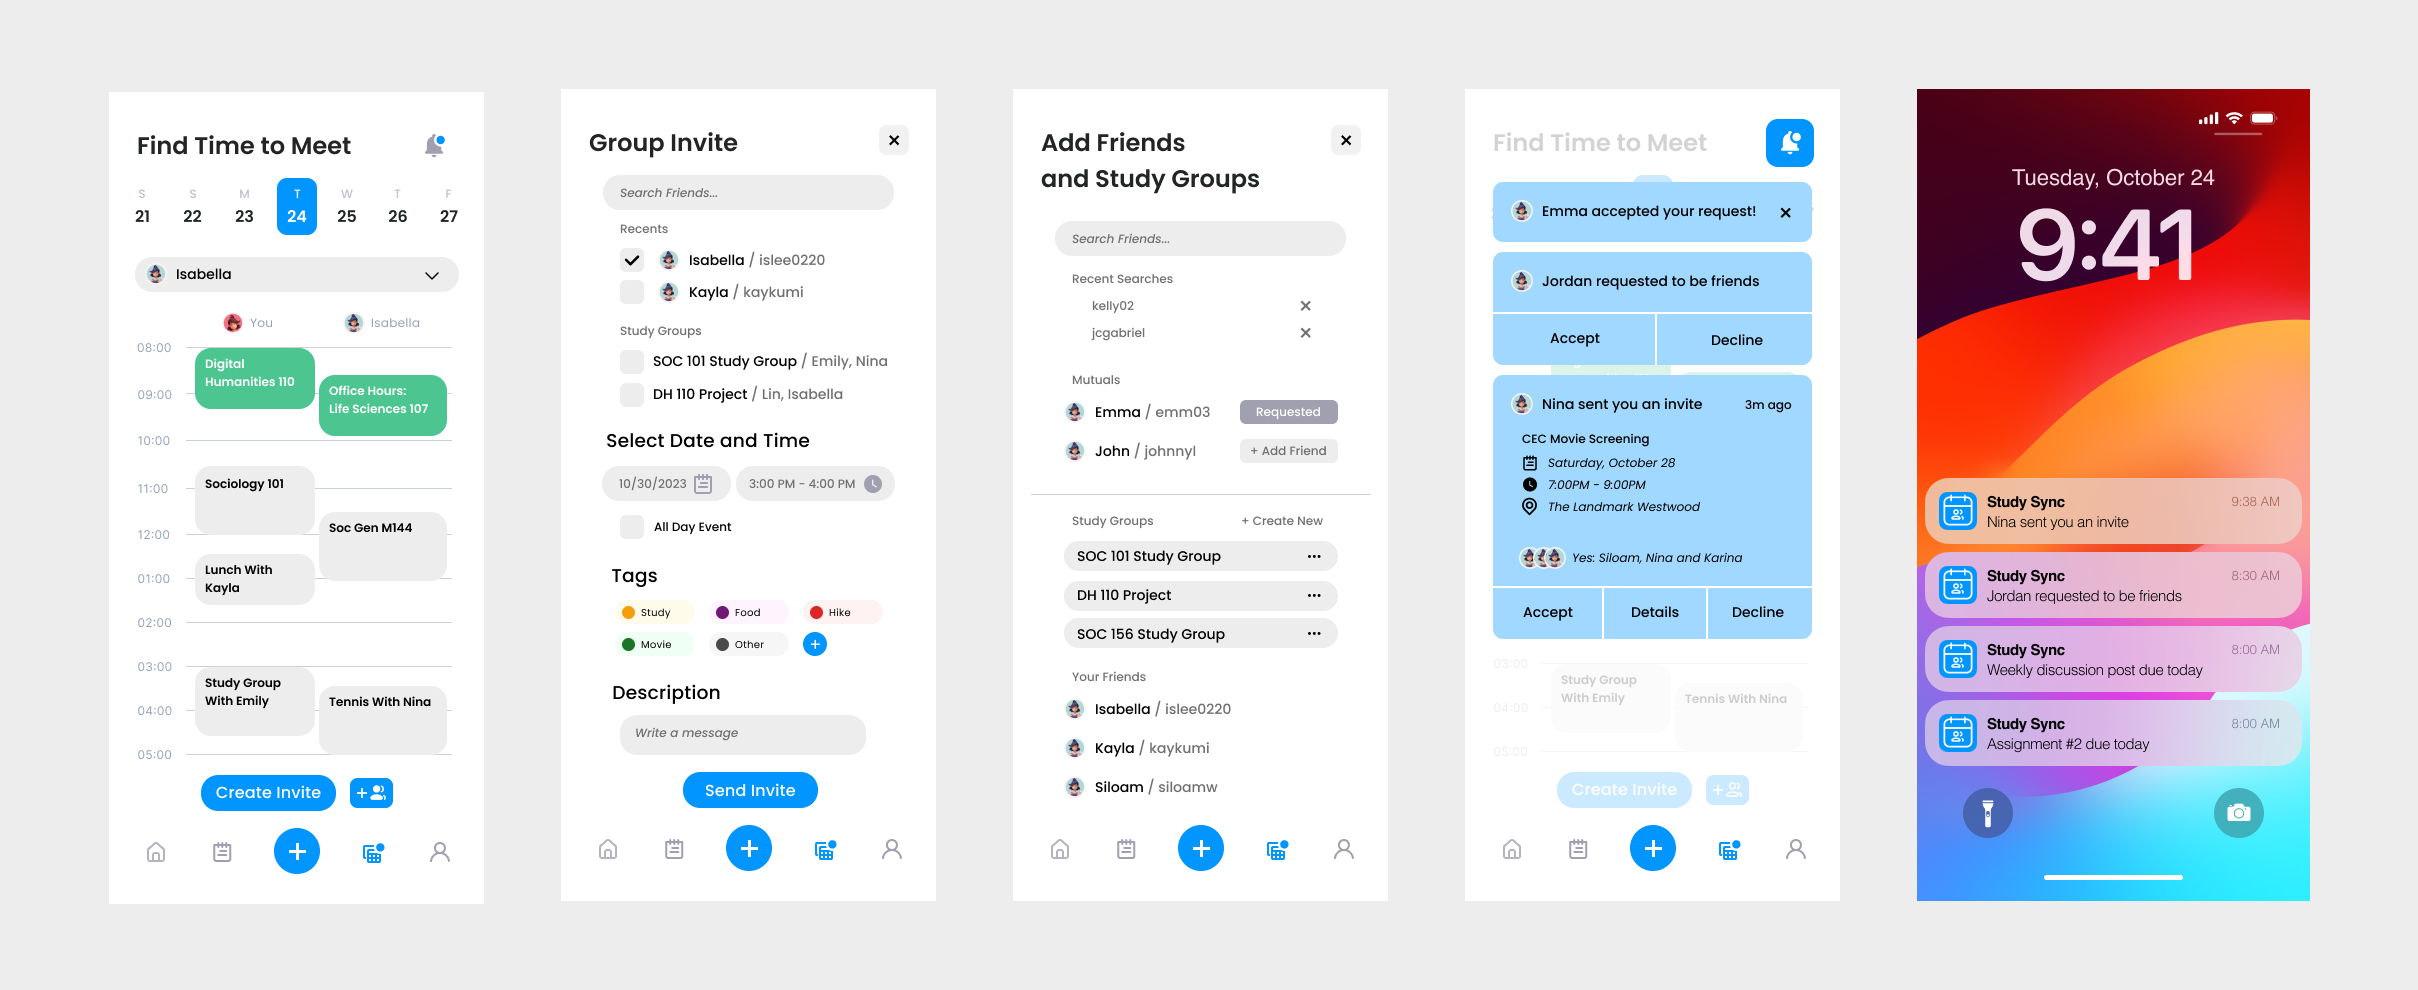 Find Time to Meet
S S M T W T F
21 22 23 24 25 26 27
Isabella
You Isabella
08:00
Digital
Humanities 110
09:00
Office Hours:
Life Sciences 107
10:00
11:00
Sociology 101
12:00
Soc Gen M144
01:00
Lunch With
Kayla
02:00
03:00
Study Group
With Emily
04:00
Tennis With Nina
05:00
Create Invite +
Group Invite
Search Friends...
Recents
Isabella / islee0220
Kayla / kaykumi
Study Groups
SOC 101 Study Group / Emily, Nina
DH 110 Project / Lin, Isabella
Select Date and Time
10/30/2023 3:00 PM - 4:00 PM
All Day Event
Tags
Study Food Hike
Movie Other
Description
Write a message
Send Invite
Add Friends
and Study Groups
Search Friends...
Recent Searches
kelly02
jcgabriel
Mutuals
Emma / emm03 Requested
John / johnnyl + Add Friend
Study Groups + Create New
SOC 101 Study Group ...
DH 110 Project ...
SOC 156 Study Group ...
Your Friends
Isabella / islee0220
Kayla / kaykumi
Siloam / siloamw
Find Time to Meet
Emma accepted your request!
Jordan requested to be friends
Accept Decline
Nina sent you an invite 3m ago
CEC Movie Screening
Saturday, October 28
7:00PM - 9:00PM
The Landmark Westwood
Yes: Siloam, Nina and Karina
Accept Details Decline
03:00
Study Group
With Emily
Tennis With Nina
04:00
05:00
Create Invite +
Tuesday, October 24
9:41
Study Sync 9:38 AM
Nina sent you an invite
Study Sync 8:30 AM
Jordan requested to be friends
Study Sync 8:00 AM
Weekly discussion post due today
Study Sync 8:00 AM
Assignment #2 due today